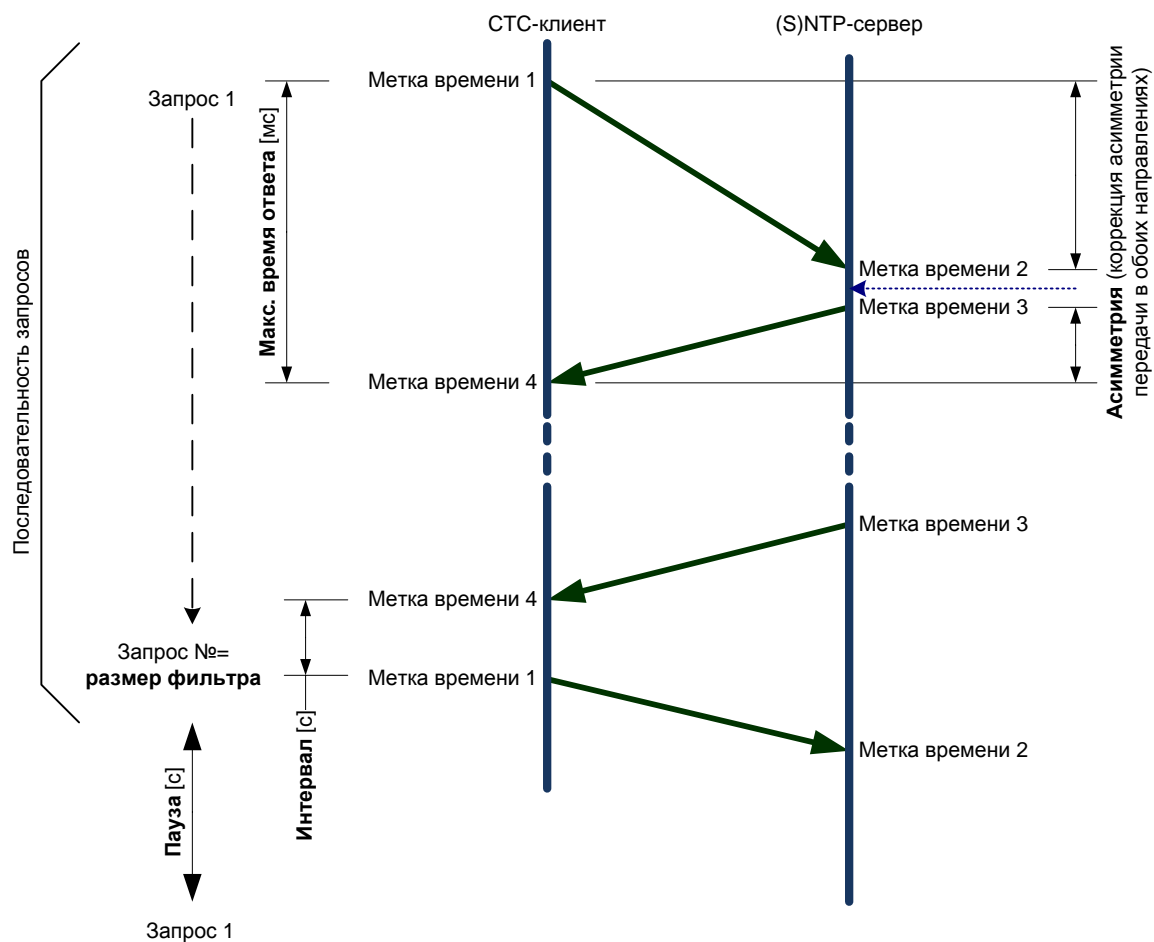 СТС-клиент
(S)NTP-сервер
Метка времени 1
Запрос 1
Макс. время ответа [мс]
Асимметрия (коррекция асимметрии
передачи в обоих направлениях)
Последовательность запросов
Метка времени 2
Метка времени 3
Метка времени 4
Метка времени 3
Метка времени 4
Запрос №=
размер фильтра
Метка времени 1
Интервал [с]
Метка времени 2
Пауза [с]
Запрос 1